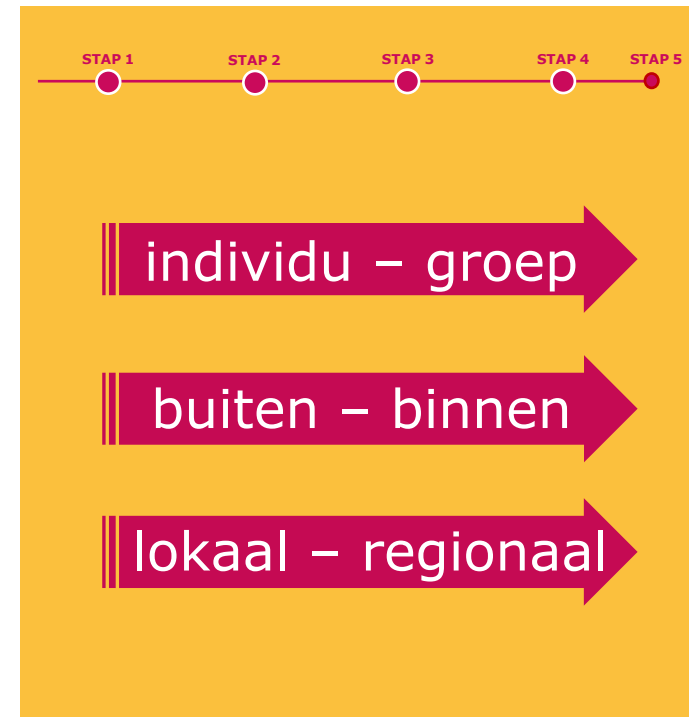 STAP 1 STAP 2 STAP 3 STAP 4 STAP 5
individu – groep
buiten – binnen
lokaal – regionaal